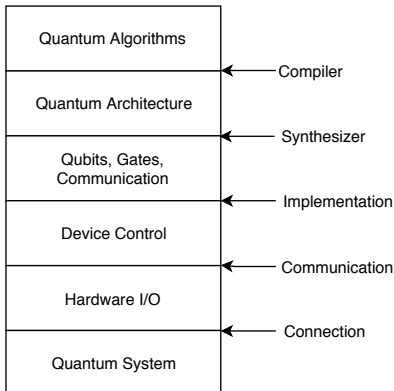 Quantum Algorithms
Compiler
Quantum Architecture
Synthesizer
Qubits, Gates,
Communication
Implementation
Device Control
Communication
Hardware I/O
Connection
Quantum System